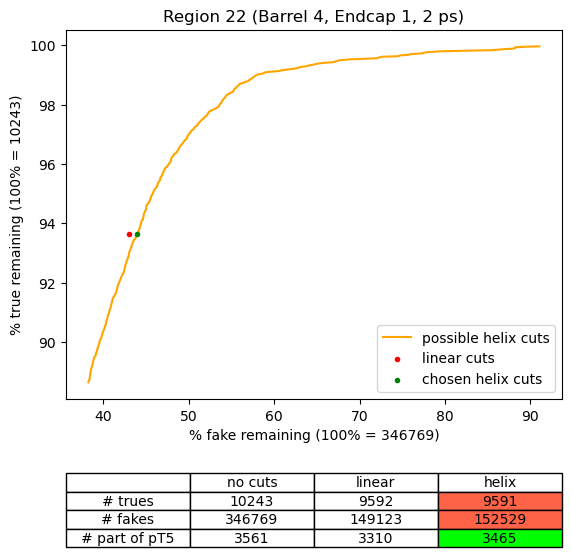 Region 22 (Barrel 4, Endcap 1, 2 ps)
100
98
96
94
92
90
% true remaining (100% = 10243)
possible helix cuts
linear cuts
chosen helix cuts
40 50 60 70 80 90
% fake remaining (100% = 346769)
no cuts linear helix
# trues 10243 9592 9591
# fakes 346769 149123 152529
# part of pT5 3561 3310 3465